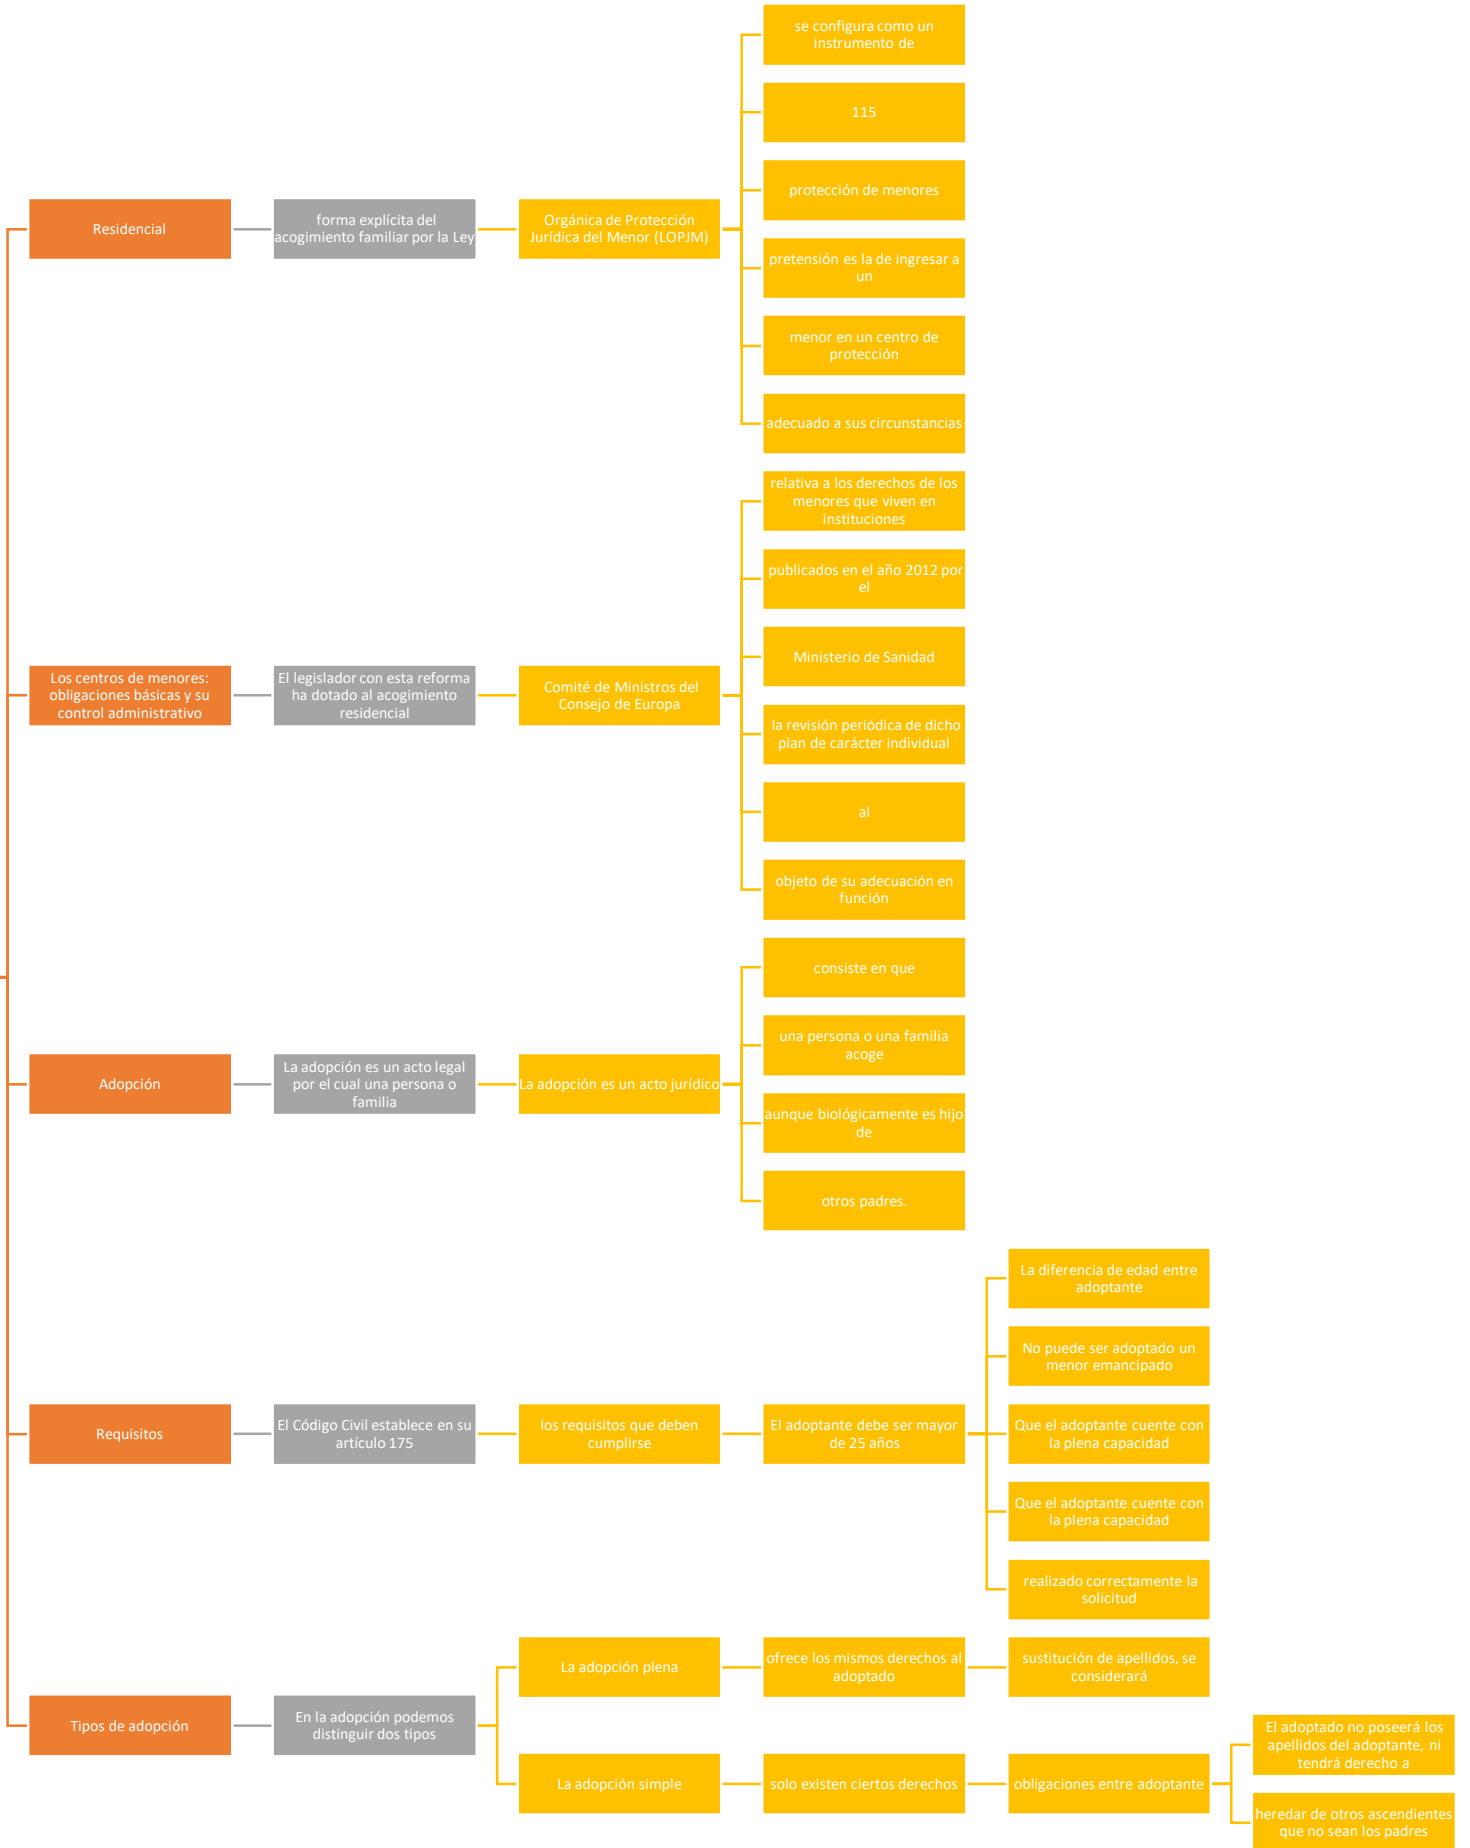 Residencial
forma explícita del
acogimiento familiar por la Ley
Orgánica de Protección
Jurídica del Menor (LOPJM)
se configura como un
instrumento de
115
protección de menores
pretensión es la de ingresar a
un
menor en un centro de
protección
adecuado a sus circunstancias
Los centros de menores:
obligaciones básicas y su
control administrativo
El legislador con esta reforma
ha dotado al acogimiento
residencial
Comité de Ministros del
Consejo de Europa
relativa a los derechos de los
menores que viven en
instituciones
publicados en el año 2012 por
el
Ministerio de Sanidad
la revisión periódica de dicho
plan de carácter individual
al
objeto de su adecuación en
función
Adopción
La adopción es un acto legal
por el cual una persona o
familia
La adopción es un acto jurídico
consiste en que
una persona o una familia
acoge
aunque biológicamente es hijo
de
otros padres.
Requisitos
El Código Civil establece en su
artículo 175
los requisitos que deben
cumplirse
El adoptante debe ser mayor
de 25 años
La diferencia de edad entre
adoptante
No puede ser adoptado un
menor emancipado
Que el adoptante cuente con
la plena capacidad
Que el adoptante cuente con
la plena capacidad
realizado correctamente la
solicitud
Tipos de adopción
En la adopción podemos
distinguir dos tipos
La adopción plena
ofrece los mismos derechos al
adoptado
sustitución de apellidos, se
considerará
La adopción simple
solo existen ciertos derechos
obligaciones entre adoptante
El adoptado no poseerá los
apellidos del adoptante, ni
tendrá derecho a
heredar de otros ascendientes
que no sean los padres